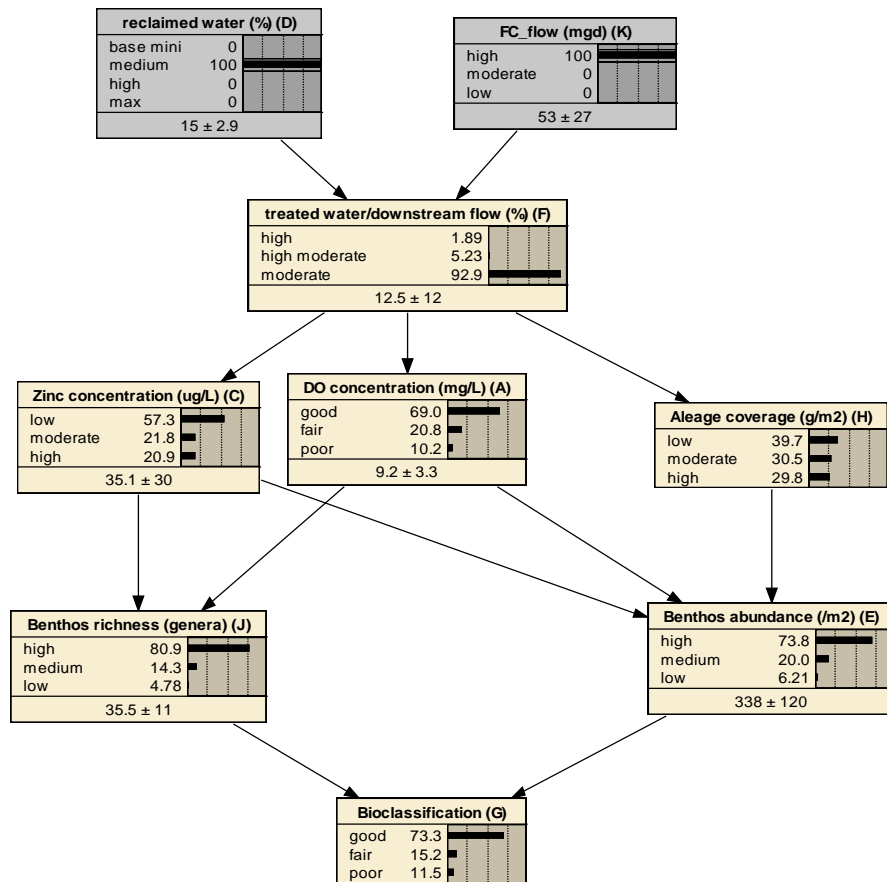 reclaimed water (%) (D)
base mini 0
medium 100
high 0
max 0
15 ± 2.9
FC_flow (mgd) (K)
high 100
moderate 0
low 0
53 ± 27
treated water/downstream flow (%) (F)
high 1.89
high moderate 5.23
moderate 92.9
12.5 ± 12
Zinc concentration (ug/L) (C)
low 57.3
moderate 21.8
high 20.9
35.1 ± 30
DO concentration (mg/L) (A)
good 69.0
fair 20.8
poor 10.2
9.2 ± 3.3
Aleage coverage (g/m2) (H)
low 39.7
moderate 30.5
high 29.8
Benthos richness (genera) (J)
high 80.9
medium 14.3
low 4.78
35.5 ± 11
Benthos abundance (/m2) (E)
high 73.8
medium 20.0
low 6.21
338 ± 120
Bioclassification (G)
good 73.3
fair 15.2
poor 11.5